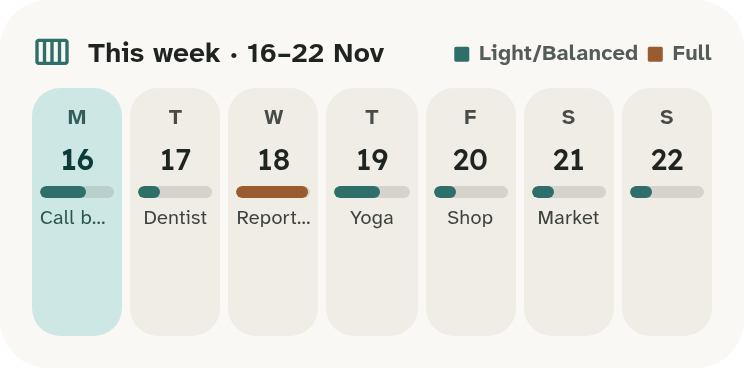 This week · 16–22 Nov
Light/Balanced Full
M T W T F S S
16 17 18 19 20 21 22
Call b... Dentist Report... Yoga Shop Market